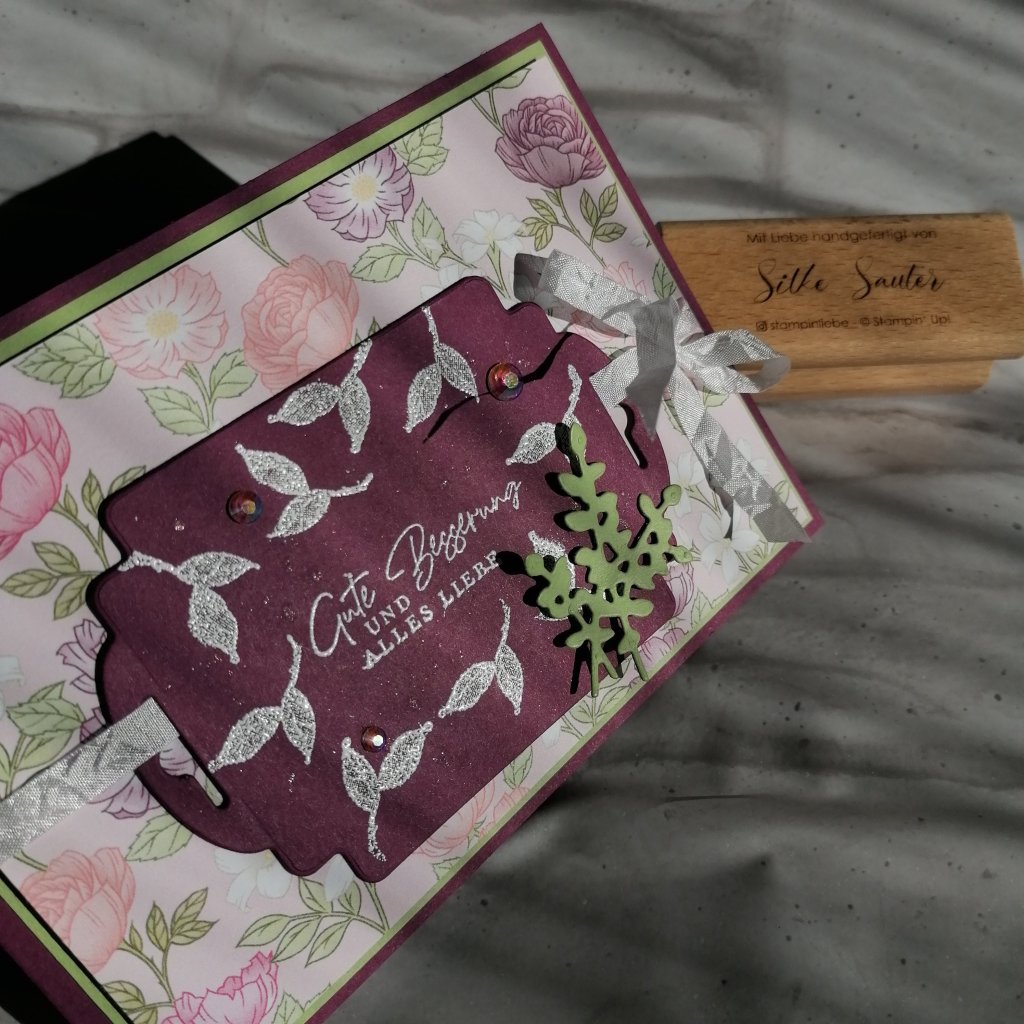 Gute Besserung
UND
ALLES LIEBE
Mit Liebe handgefertigt von
Silke Sauter
stampinliebe_ © Stampin' Up!